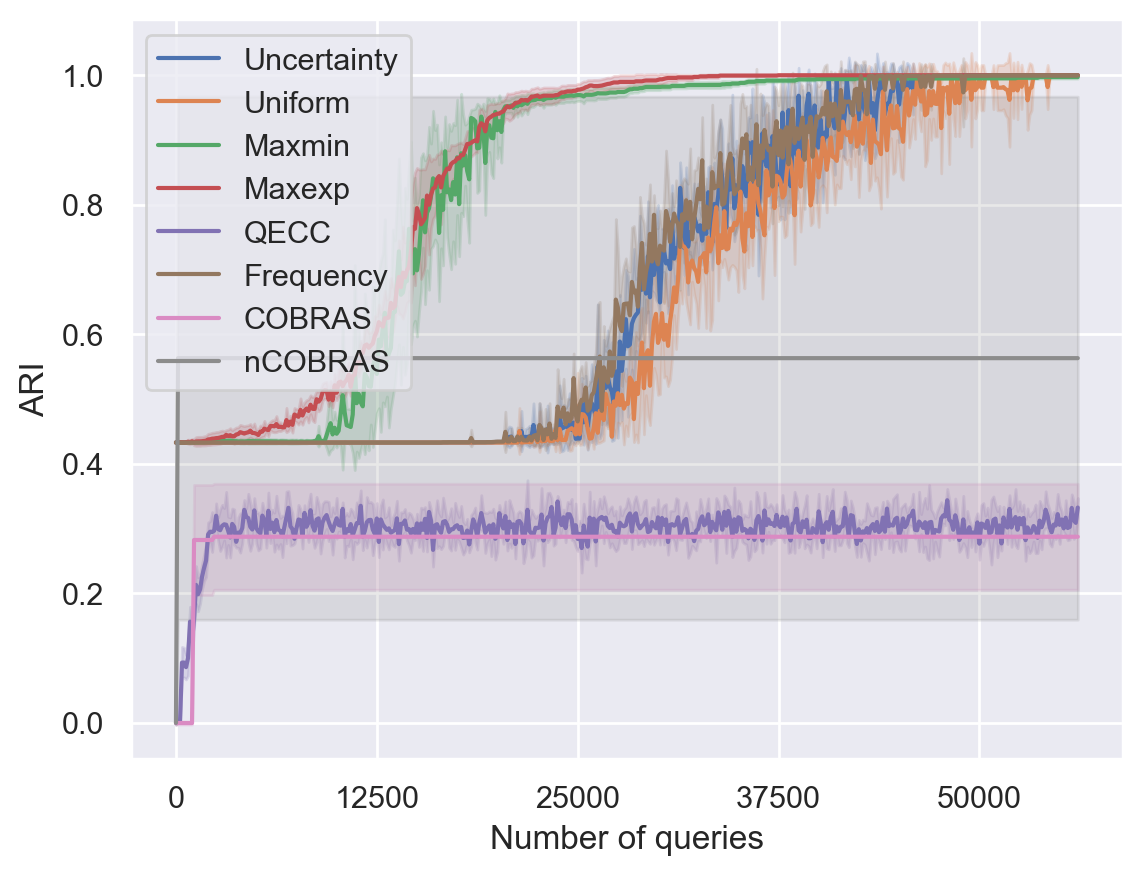 1.0
0.8
0.6
0.4
0.2
0.0
ARI
Uncertainty
Uniform
Maxmin
Maxexp
QECC
Frequency
COBRAS
nCOBRAS
0 12500 25000 37500 50000
Number of queries